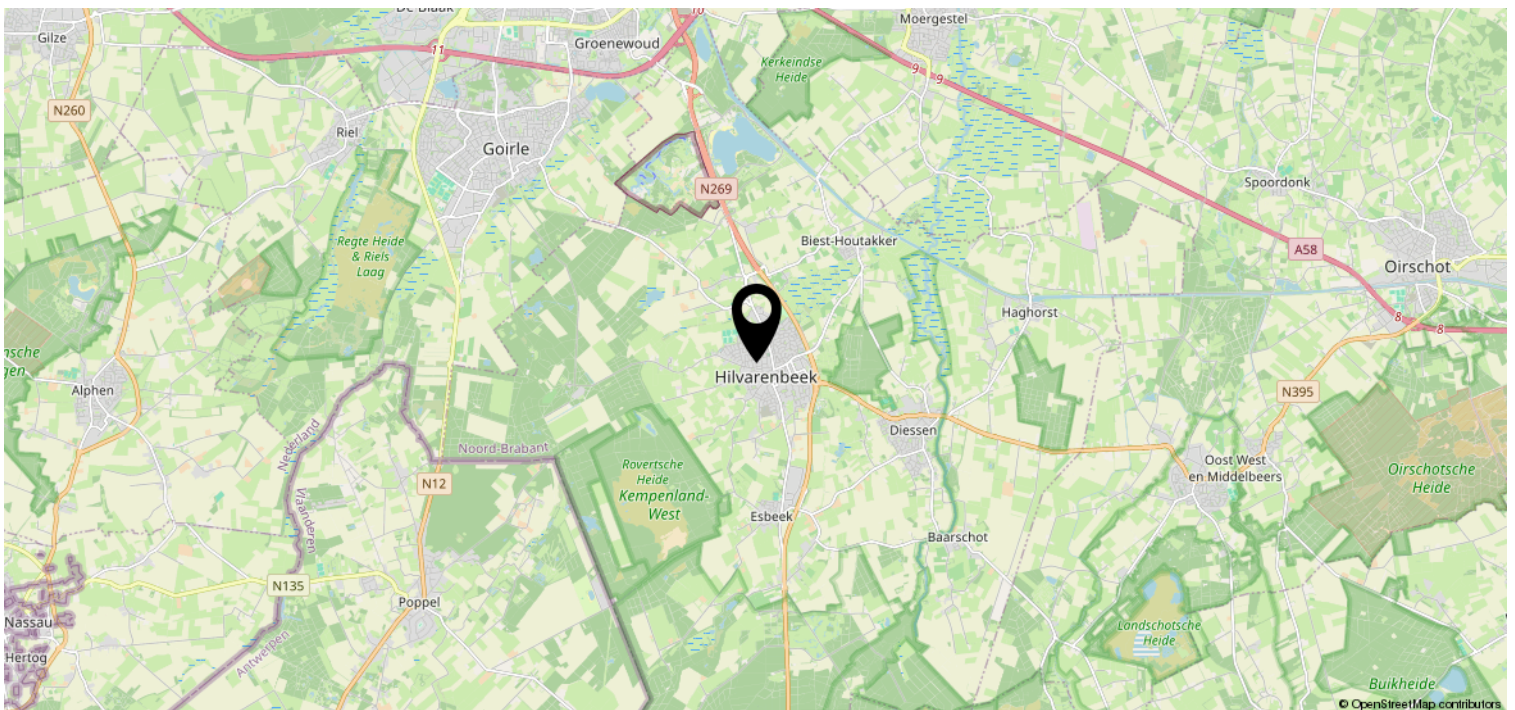 De Blaak
10
Moergestel
Gilze
Groenewoud
11
Kerkeindse
Heide
9
9
N260
Riel
Goirle
N269
Spoordonk
Regte Heide
& Riels
Laag
Biest-Houtakker
A58
Oirschot
Haghorst
8
8
nsche
gen
Alphen
Hilvarenbeek
N395
Nederland
Vlaanderen
Noord-Brabant
Diessen
N12
Rovertsche
Heide
Kempenland-
West
Oost West
en Middelbeers
Oirschotsche
Heide
Esbeek
Baarschot
N135
Poppel
Nassau
Antwerpen
Hertog
Landschotsche
Heide
Buikheide
© OpenStreetMap contributors